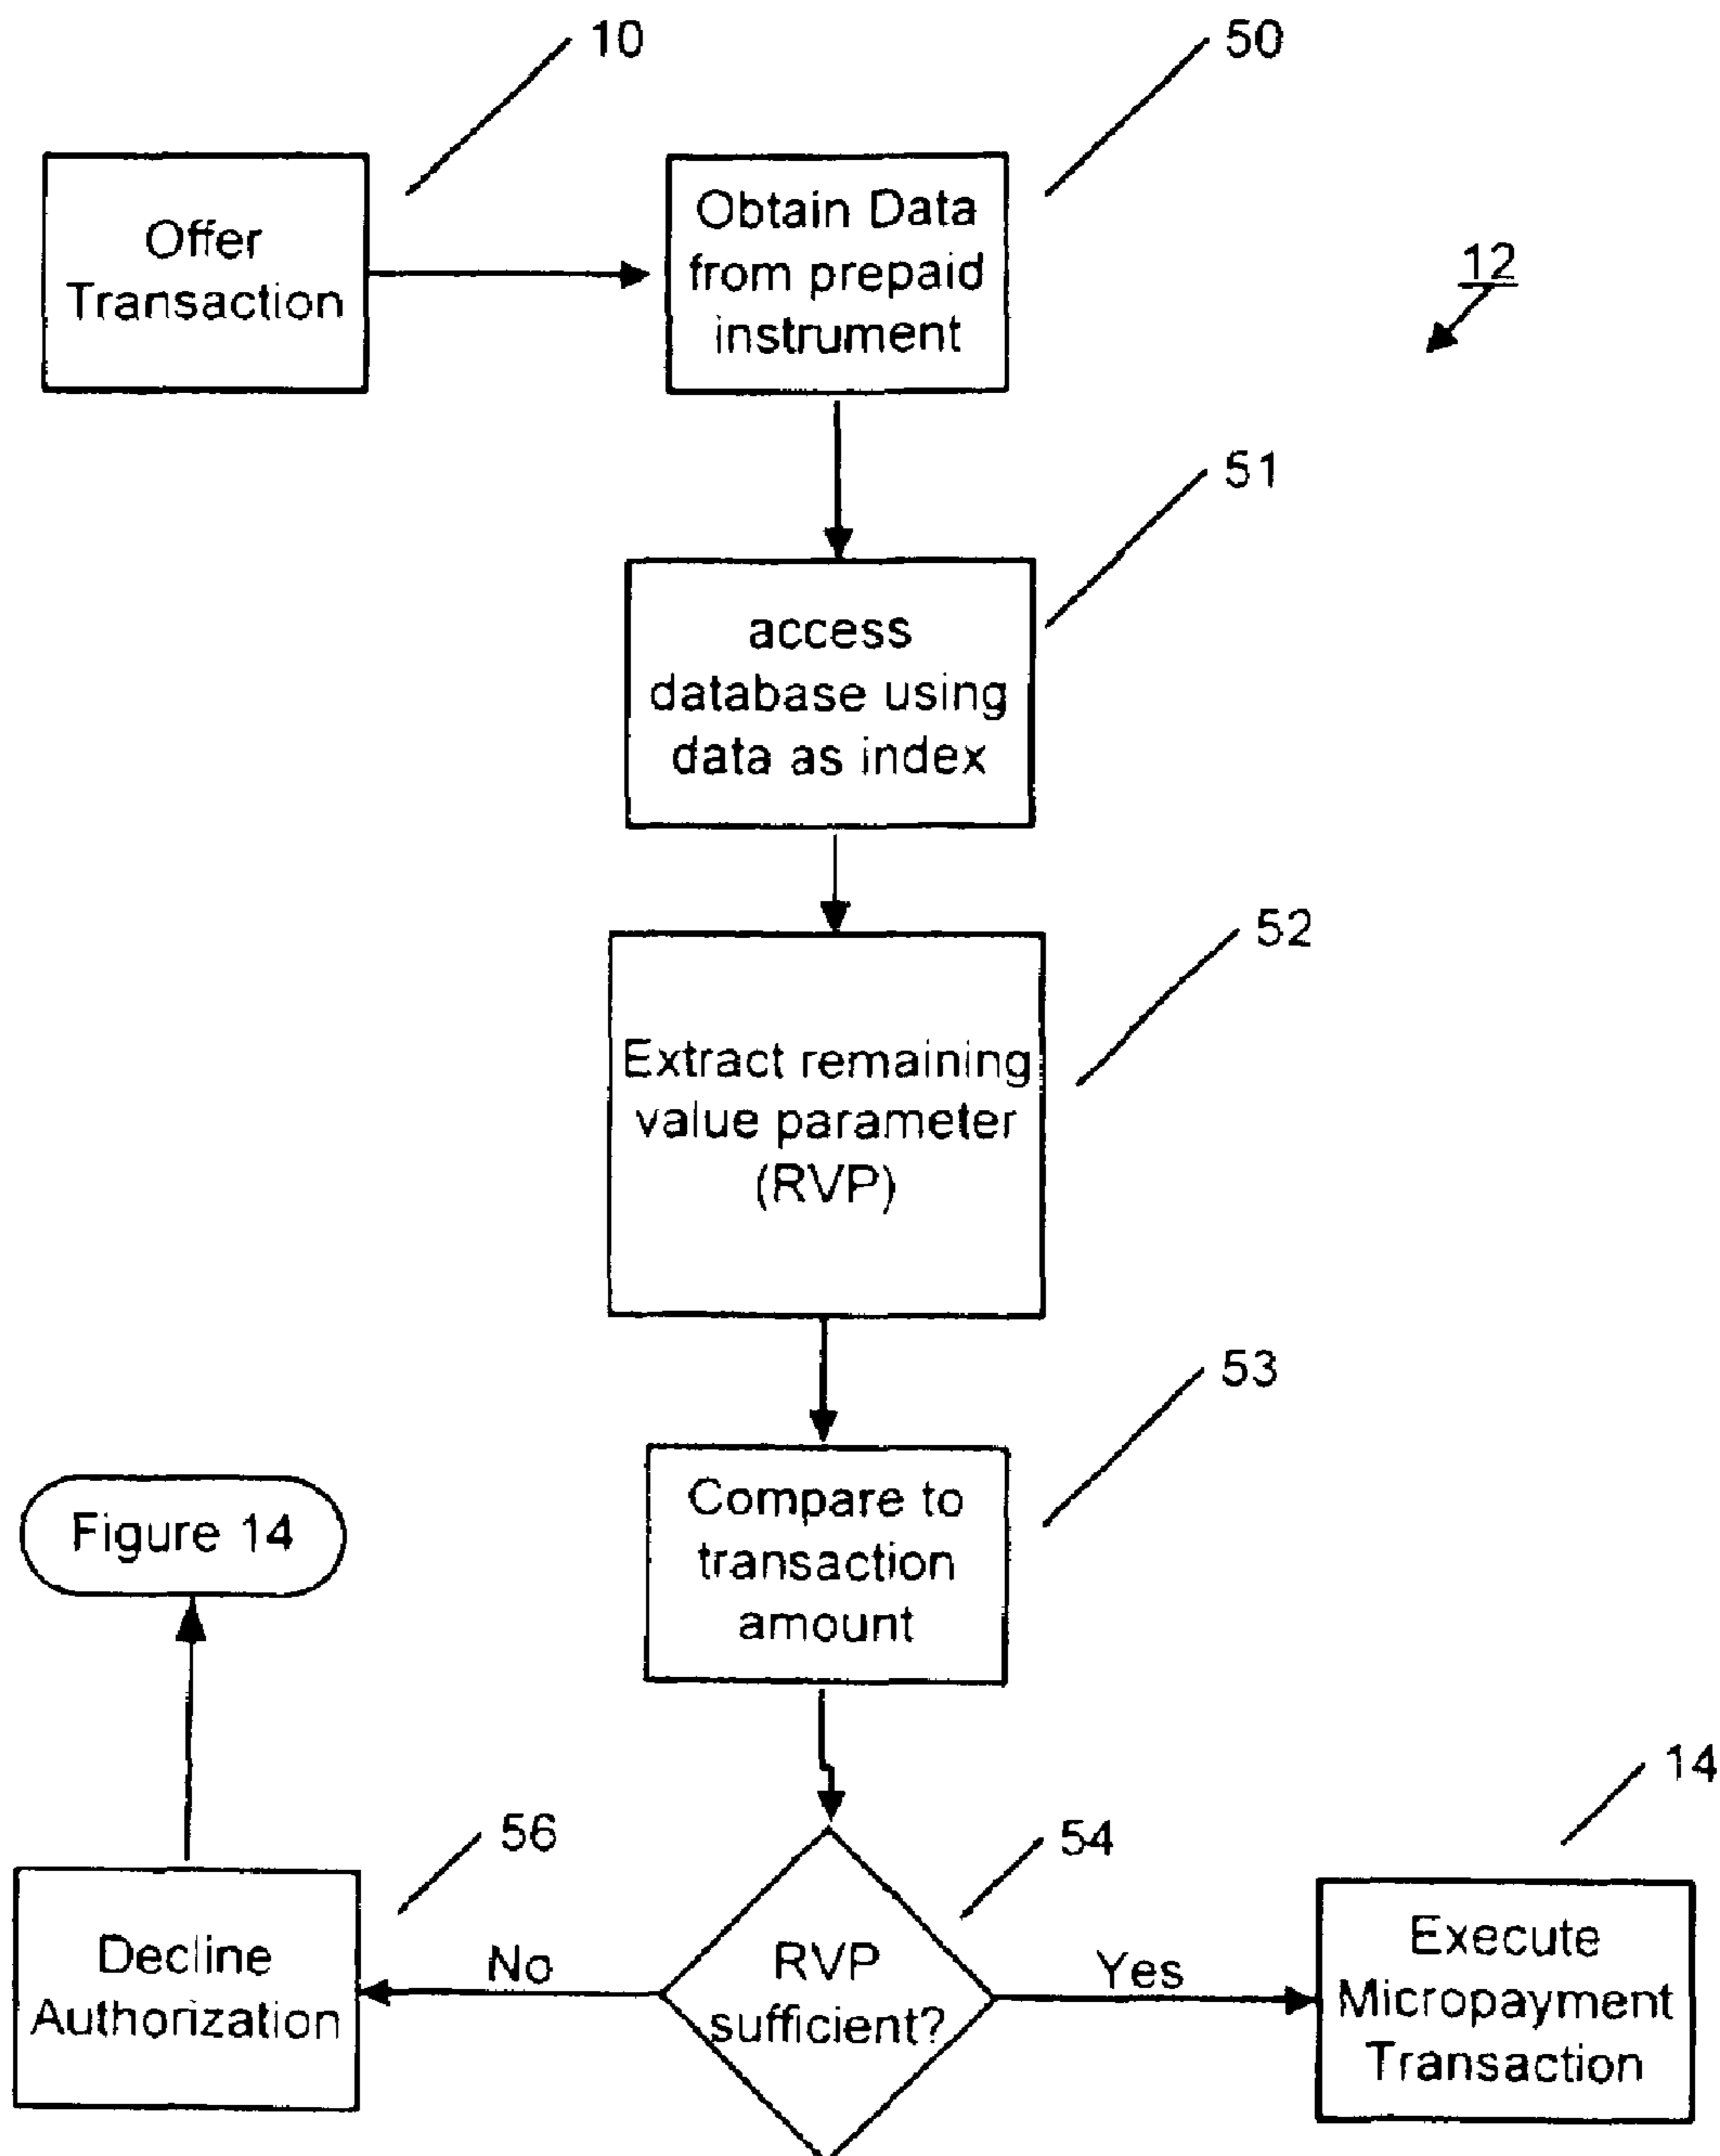 10
50
Offer
Transaction
Obtain Data
from prepaid
instrument
12
51
access
database using
data as index
52
Extract remaining
value parameter
(RVP)
53
Compare to
transaction
amount
Figure 14
56
54
14
Decline
Authorization
No
RVP
sufficient?
Yes
Execute
Micropayment
Transaction